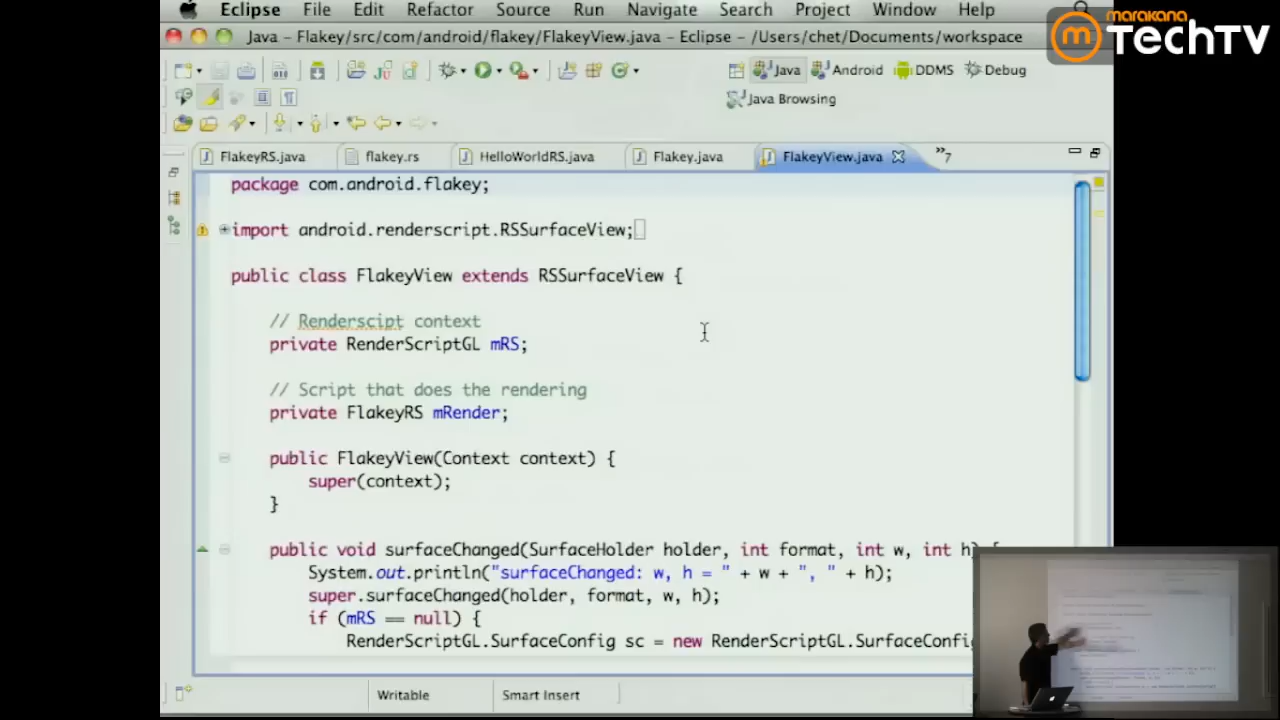 Eclipse File Edit Refactor Source Run Navigate Search Project Window Help
marakana
TechTV
Java – Flakey/src/com/android/flakey/FlakeyView.java – Eclipse – /Users/chet/Documents/workspace
Java Android DDMS Debug
Java Browsing
FlakeyRS.java flakey.rs HelloWorldRS.java Flakey.java FlakeyView.java »7
package com.android.flakey;
import android.renderscript.RSSurfaceView;
public class FlakeyView extends RSSurfaceView {
// Renderscipt context
private RenderScriptGL mRS;
// Script that does the rendering
private FlakeyRS mRender;
public FlakeyView(Context context) {
super(context);
}
public void surfaceChanged(SurfaceHolder holder, int format, int w, int h) {
System.out.println("surfaceChanged: w, h = " + w + ", " + h);
super.surfaceChanged(holder, format, w, h);
if (mRS == null) {
RenderScriptGL.SurfaceConfig sc = new RenderScriptGL.SurfaceConfig
Writable Smart Insert